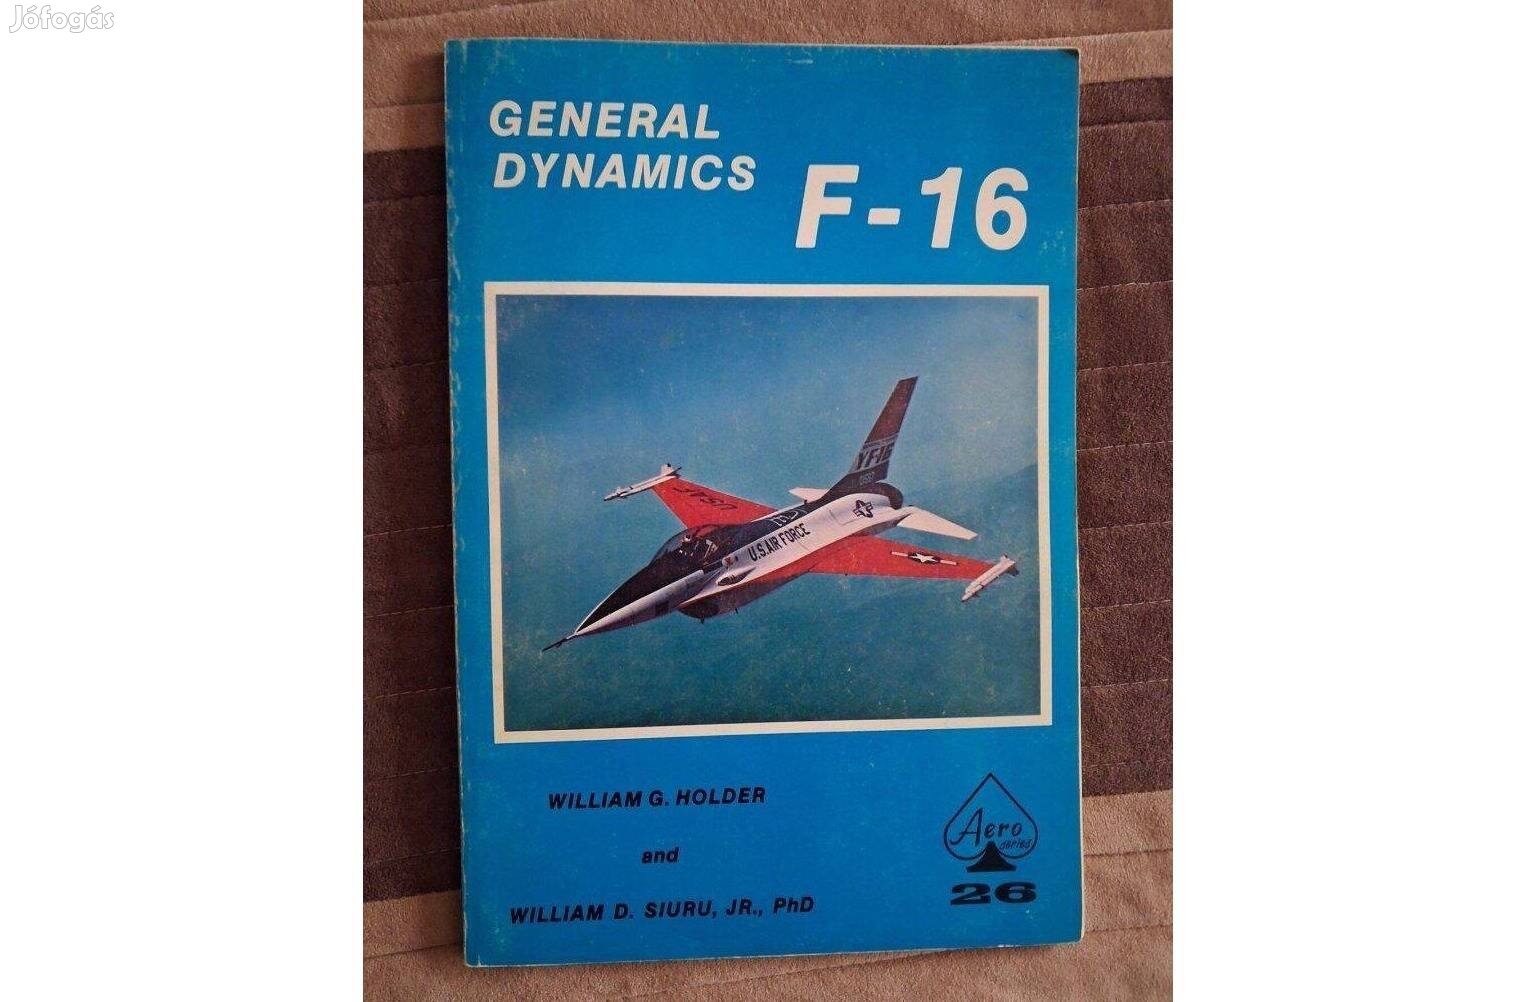 Jófogás
GENERAL
DYNAMICS
F-16
YF-16
USAF
U.S. AIR FORCE
WILLIAM G. HOLDER
and
WILLIAM D. SIURU, JR., PhD
Aero
series
26